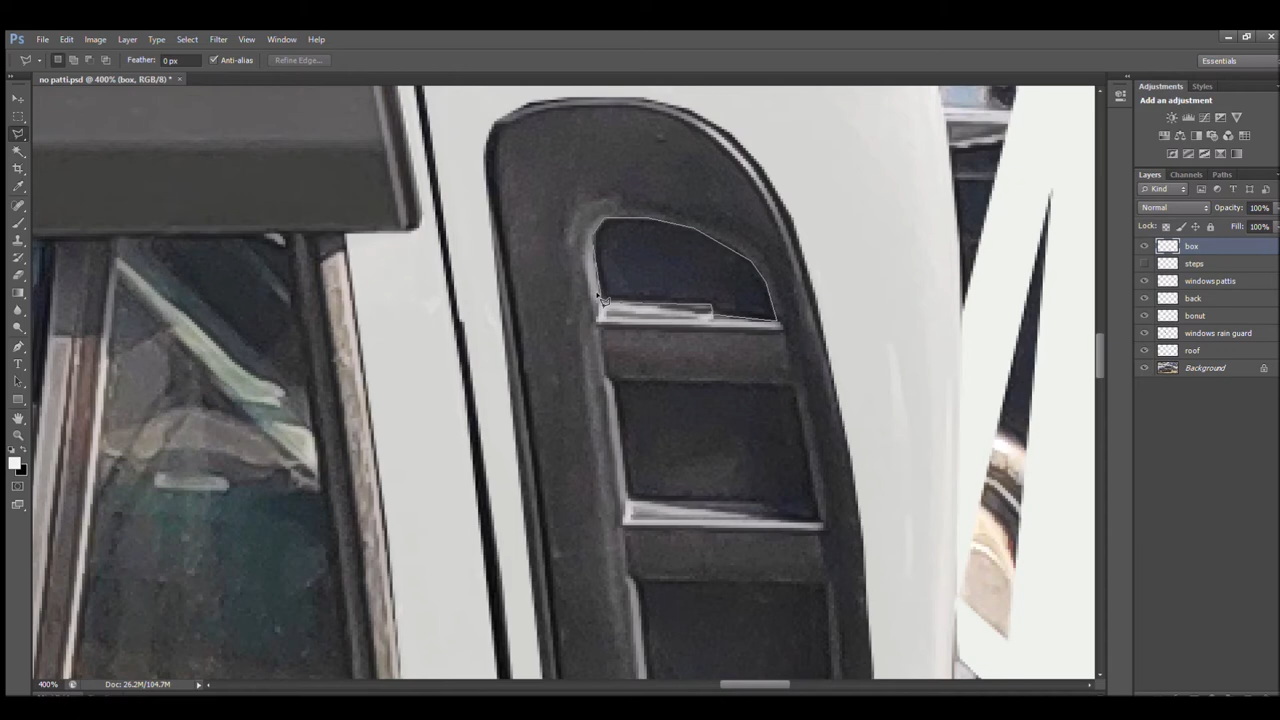 Ps File Edit Image Layer Type Select Filter View Window Help
Feather: 0 px Anti-alias Refine Edge... Essentials
no patti.psd @ 400% (box, RGB/8) * ×
Adjustments Styles
Add an adjustment
Layers Channels Paths
Kind
Normal Opacity: 100%
Lock: Fill: 100%
box
steps
windows pattis
back
bonut
windows rain guard
roof
Background
400% Doc: 26.2M/104.7M